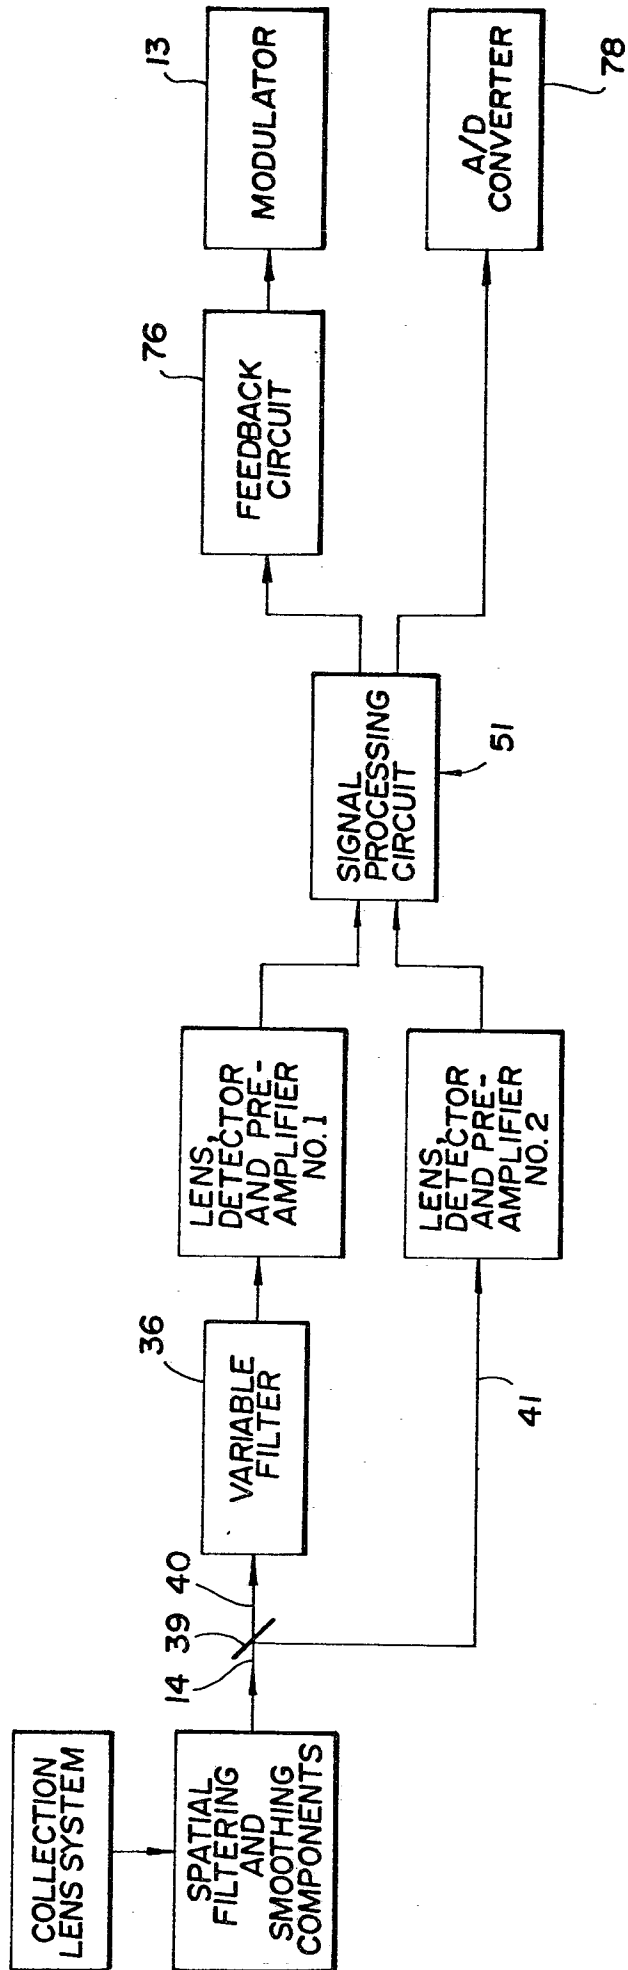 COLLECTION
LENS SYSTEM
SPATIAL
FILTERING
AND
SMOOTHING
COMPONENTS
14
39
40
VARIABLE
FILTER
36
41
LENS,
DETECTOR
AND PRE-
AMPLIFIER
NO. 1
LENS,
DETECTOR
AND PRE-
AMPLIFIER
NO. 2
SIGNAL
PROCESSING
CIRCUIT
51
FEEDBACK
CIRCUIT
76
MODULATOR
13
A/D
CONVERTER
78